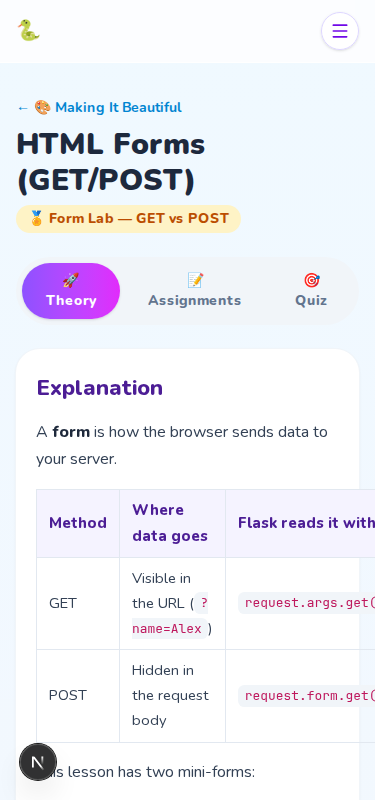 ← 🎨 Making It Beautiful
HTML Forms
(GET/POST)
🏅 Form Lab — GET vs POST
🚀 Theory
📝 Assignments
🎯 Quiz
Explanation
A form is how the browser sends data to
your server.
Method
Where
data goes
Flask reads it with
GET
Visible in
the URL ( ?
name=Alex )
request.args.get(
POST
Hidden in
the request
body
request.form.get(
lesson has two mini-forms:
N